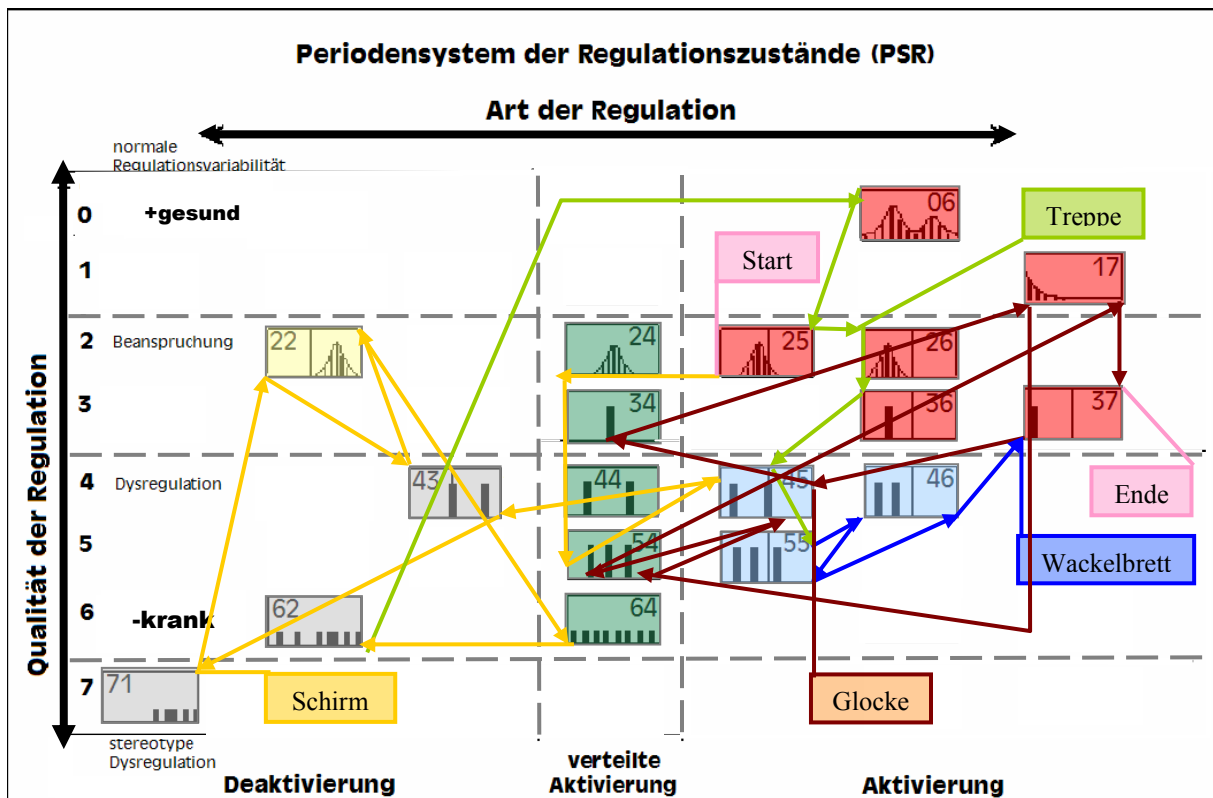 Periodensystem der Regulationszustände (PSR)
Art der Regulation
normale
Regulationsvariabilität
Qualität der Regulation
0
+gesund
06
Treppe
Start
1
17
2
Beanspruchung
22
24
25
26
3
34
36
37
4
Dysregulation
43
44
45
46
Ende
5
54
55
Wackelbrett
6
-krank
62
64
7
71
Schirm
Glocke
stereotype
Dysregulation
Deaktivierung
verteilte
Aktivierung
Aktivierung